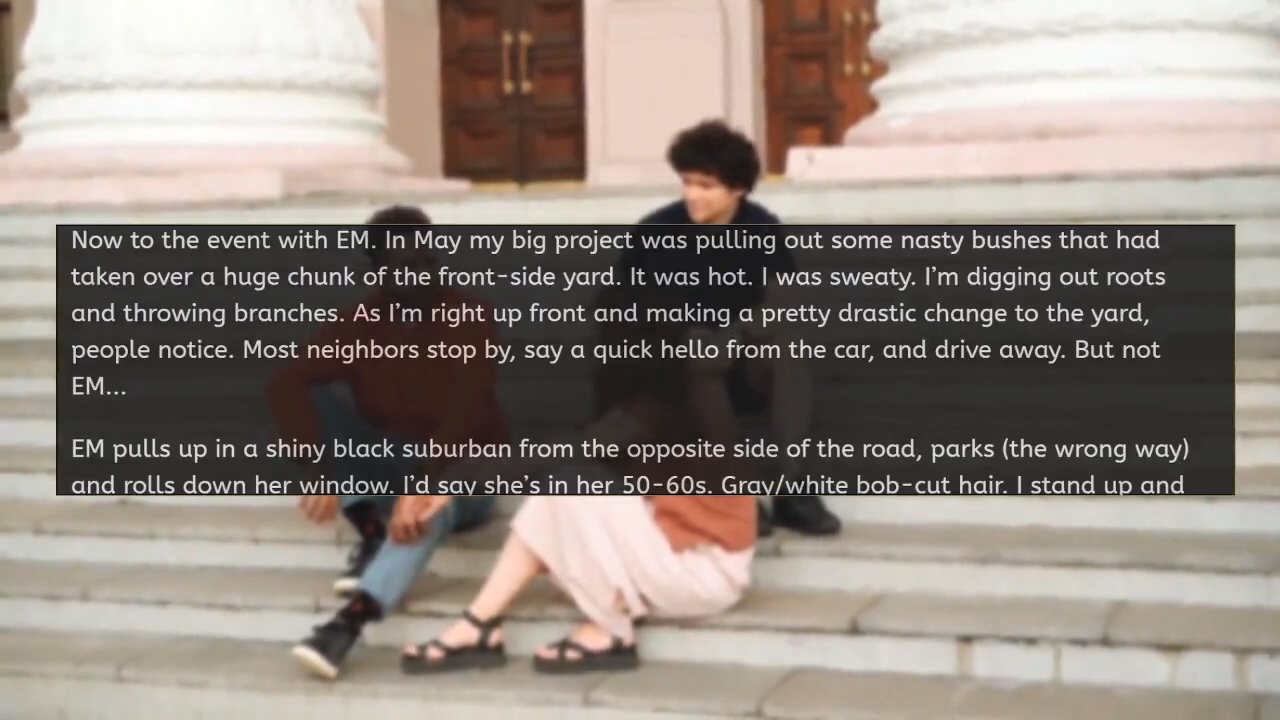 Now to the event with EM. In May my big project was pulling out some nasty bushes that had
taken over a huge chunk of the front-side yard. It was hot. I was sweaty. I’m digging out roots
and throwing branches. As I’m right up front and making a pretty drastic change to the yard,
people notice. Most neighbors stop by, say a quick hello from the car, and drive away. But not
EM...
EM pulls up in a shiny black suburban from the opposite side of the road, parks (the wrong way)
and rolls down her window. I’d say she’s in her 50-60s. Gray/white bob-cut hair. I stand up and